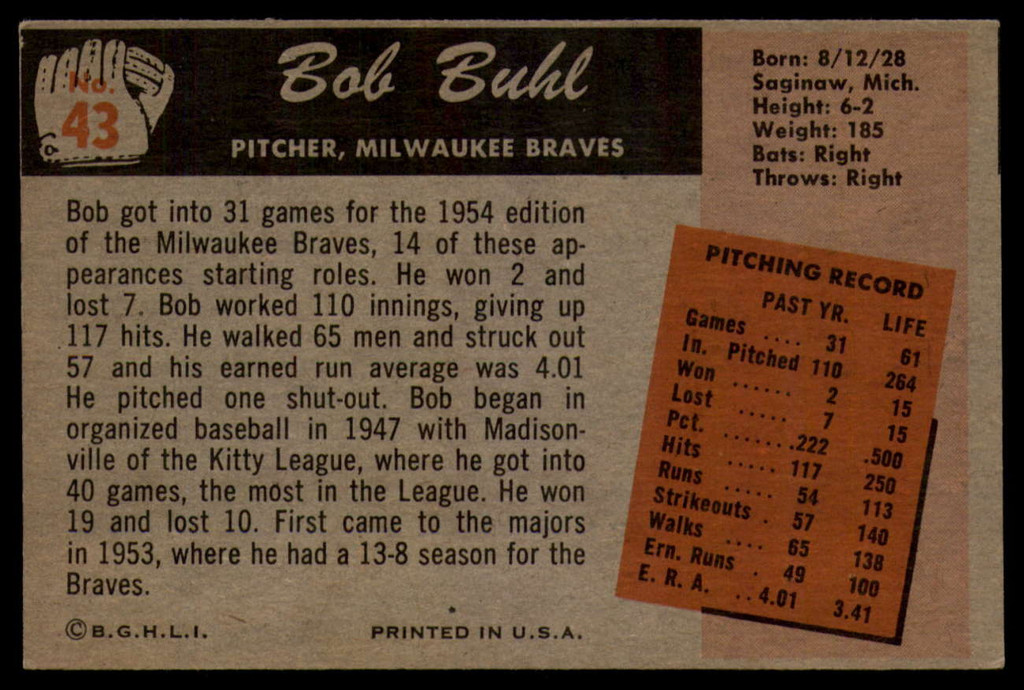 No.
43
Bob Buhl
PITCHER, MILWAUKEE BRAVES
Born: 8/12/28
Saginaw, Mich.
Height: 6-2
Weight: 185
Bats: Right
Throws: Right
Bob got into 31 games for the 1954 edition
of the Milwaukee Braves, 14 of these ap-
pearances starting roles. He won 2 and
lost 7. Bob worked 110 innings, giving up
117 hits. He walked 65 men and struck out
57 and his earned run average was 4.01
He pitched one shut-out. Bob began in
organized baseball in 1947 with Madison-
ville of the Kitty League, where he got into
40 games, the most in the League. He won
19 and lost 10. First came to the majors
in 1953, where he had a 13-8 season for the
Braves.
PITCHING RECORD
PAST YR. LIFE
Games .... 31 61
In. Pitched 110 264
Won ...... 2 15
Lost ..... 7 15
Pct. .......222 .500
Hits ..... 117 250
Runs ..... 54 113
Strikeouts . 57 140
Walks .... 65 138
Ern. Runs . 49 100
E. R. A. ..4.01 3.41
©B.G.H.L.I. PRINTED IN U.S.A.